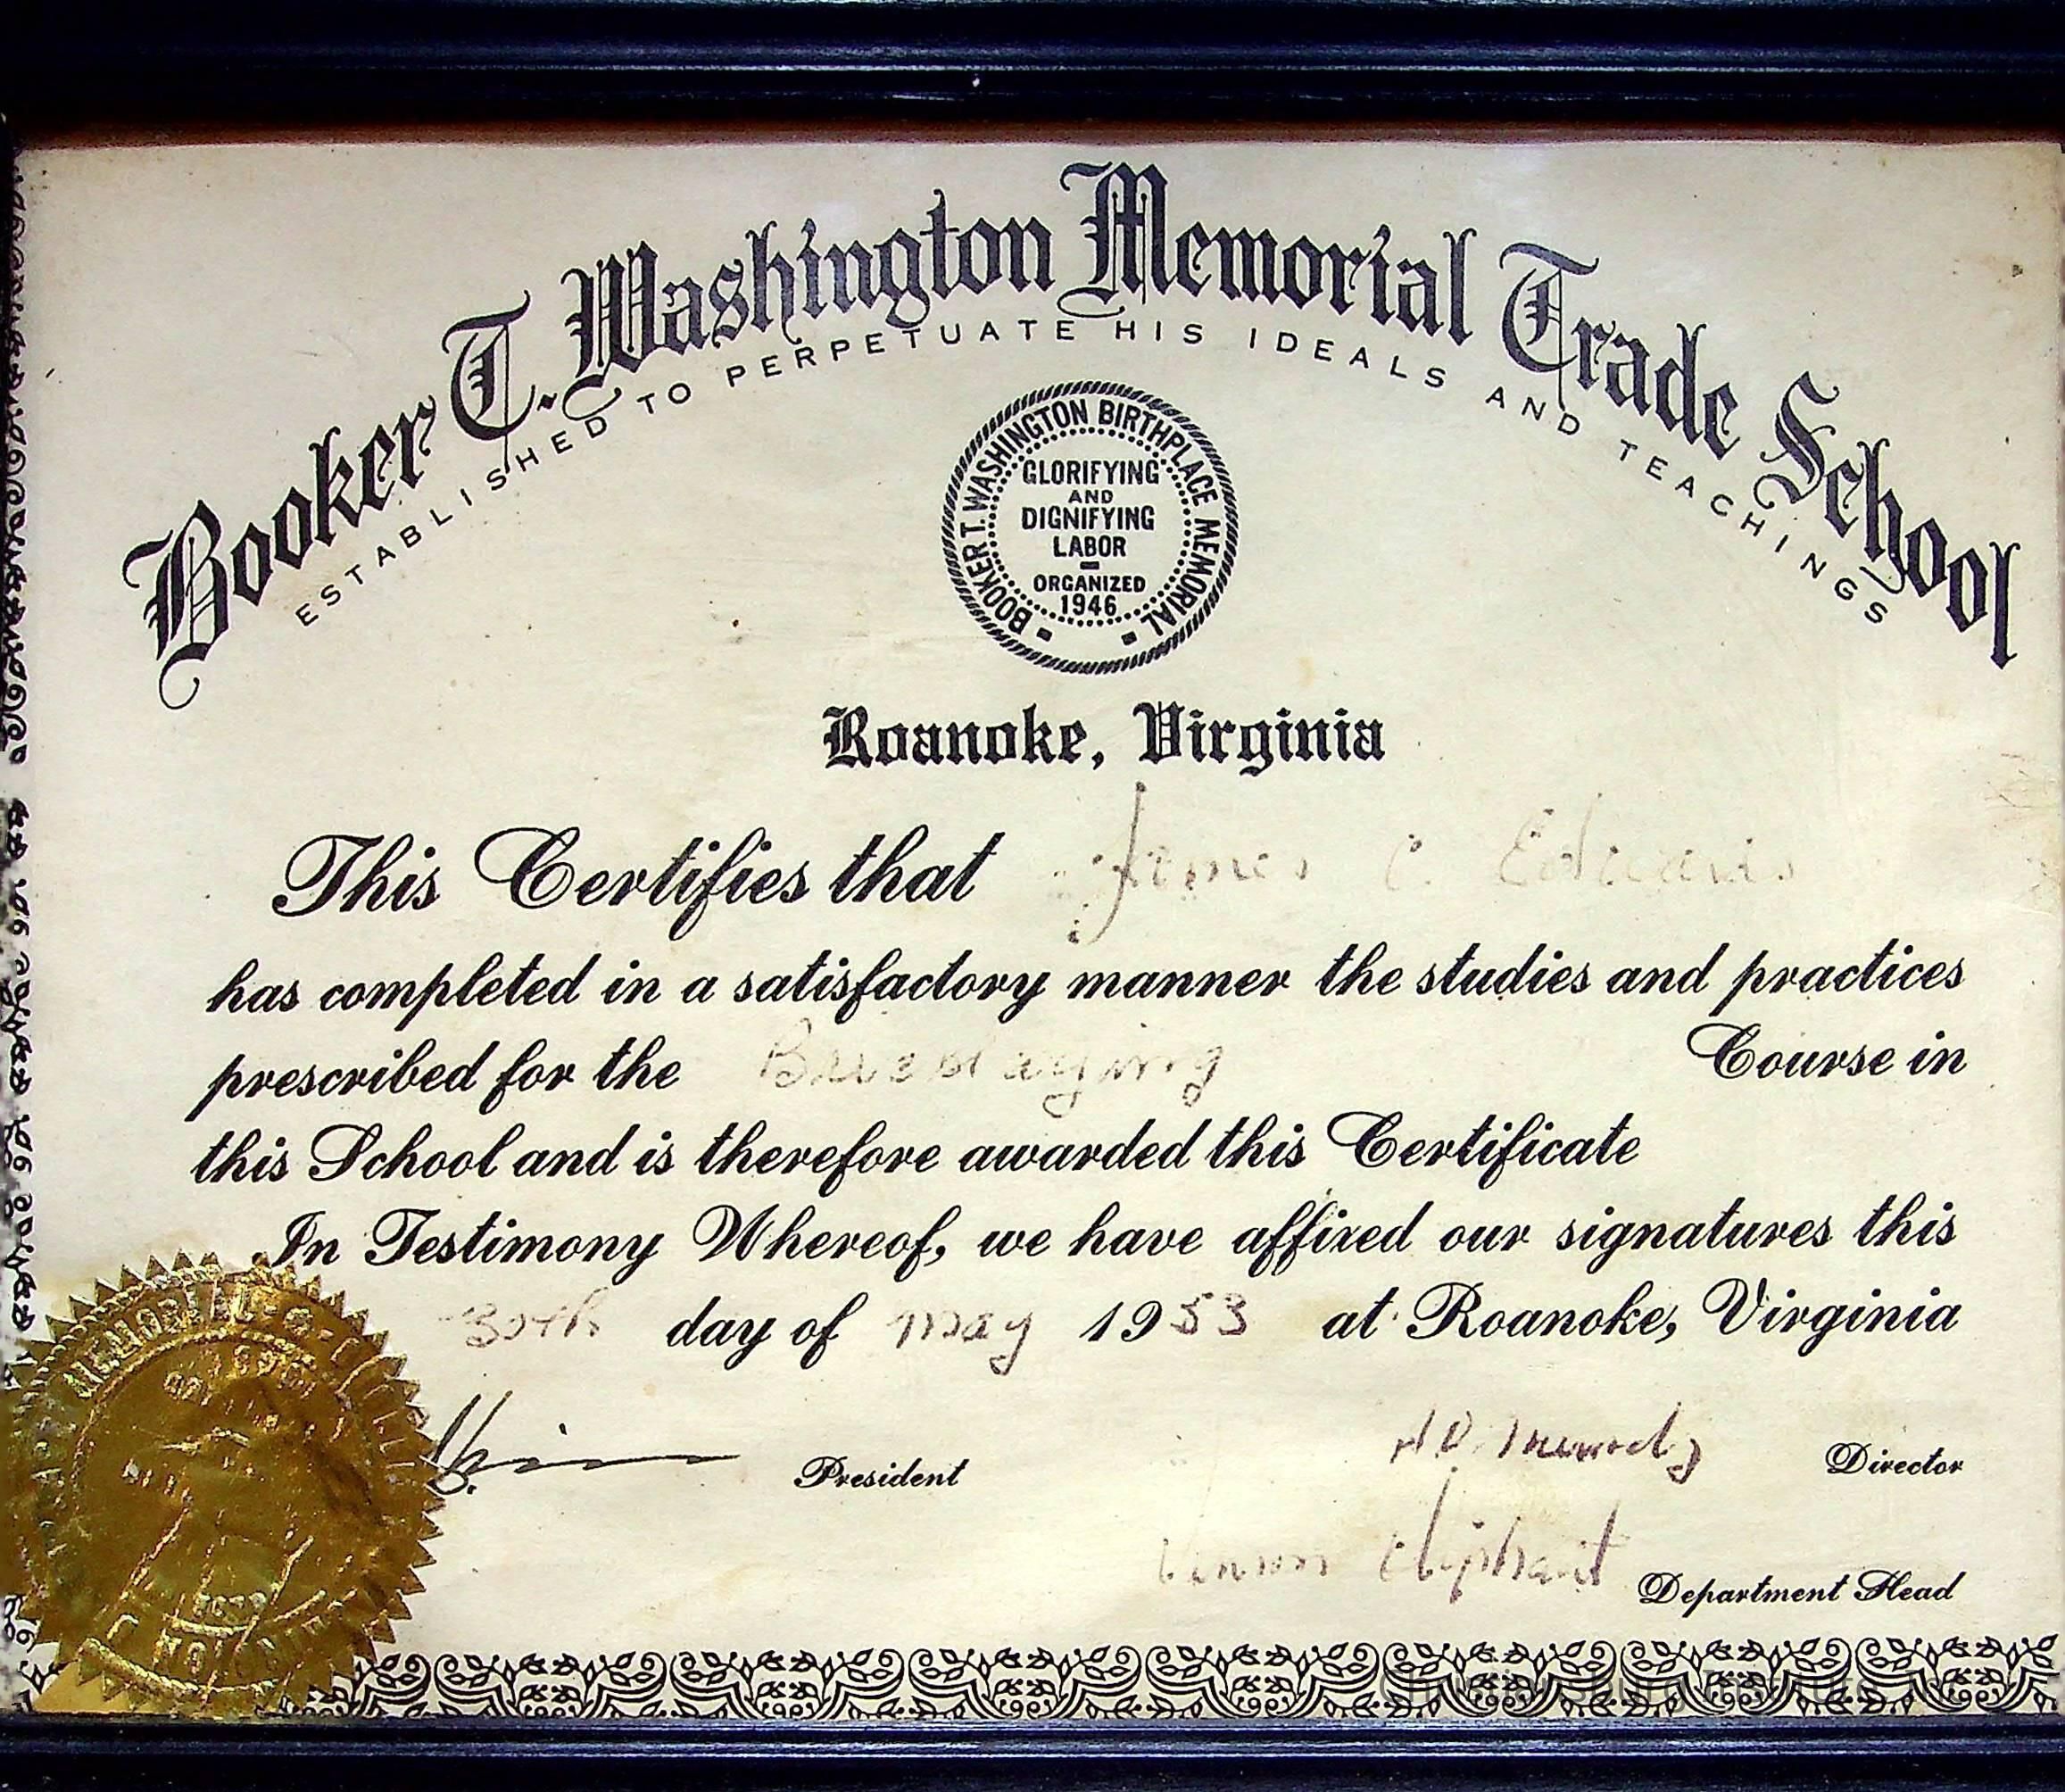 Booker T. Washington Memorial Trade School
ESTABLISHED TO PERPETUATE HIS IDEALS AND TEACHINGS
BOOKER T. WASHINGTON BIRTHPLACE MEMORIAL
GLORIFYING
AND
DIGNIFYING
LABOR
ORGANIZED
1946
Roanoke, Virginia
This Certifies that James C. Edwards
has completed in a satisfactory manner the studies and practices
prescribed for the Course in
this School and is therefore awarded this Certificate
In Testimony Whereof, we have affixed our signatures this
30th day of May 1953 at Roanoke, Virginia
President
Director
Oliphant Department Head